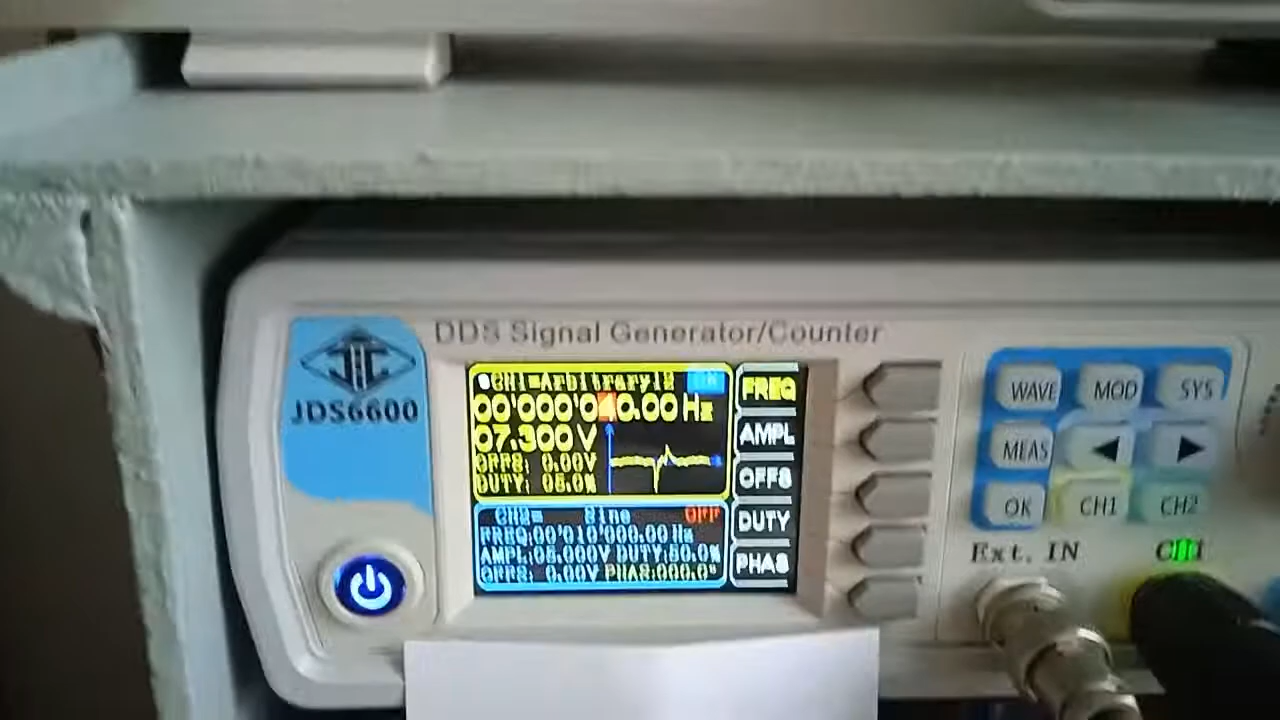 DDS Signal Generator/Counter
JDS6600
CH1=Arbitrary12
00'000'040.00 Hz
07.300V
OFFS: 0.00V
DUTY: 05.0%
CH2= Sine OFF
FREQ:00'010'000.00 Hz
AMPL:05.000V DUTY:50.0%
OFFS: 0.00V PHAS:000.0°
FREQ
AMPL
OFFS
DUTY
PHAS
WAVE MOD SYS
MEAS
OK CH1 CH2
Ext. IN CH1